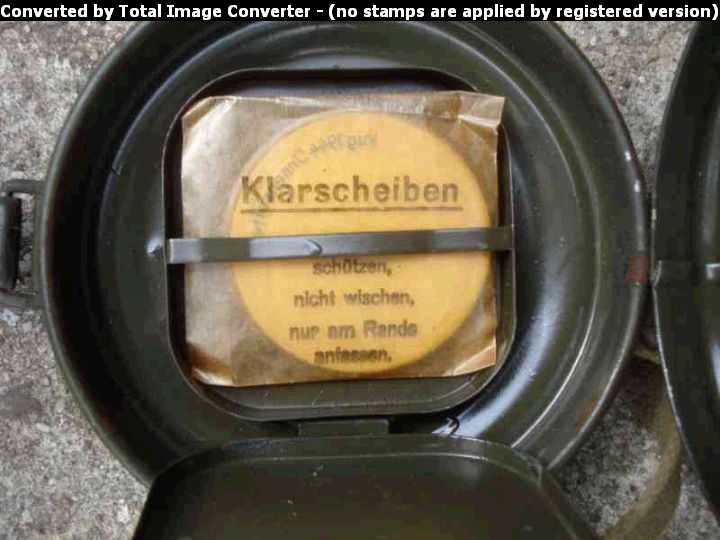 Converted by Total Image Converter - (no stamps are applied by registered version)
Klarscheiben
schützen,
nicht wischen,
nur am Rande
anfassen.